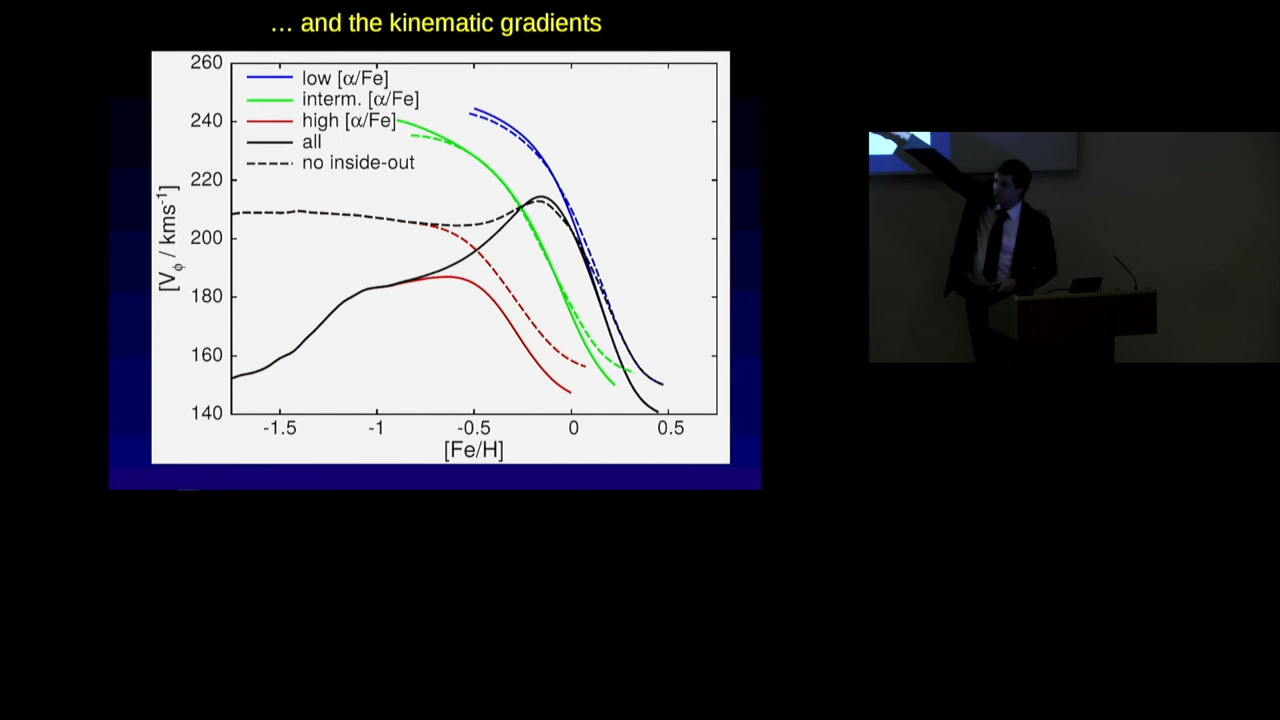 … and the kinematic gradients
260
240
220
200
180
160
140
[Vϕ / kms⁻¹]
low [α/Fe]
interm. [α/Fe]
high [α/Fe]
all
no inside-out
-1.5 -1 -0.5 0 0.5
[Fe/H]